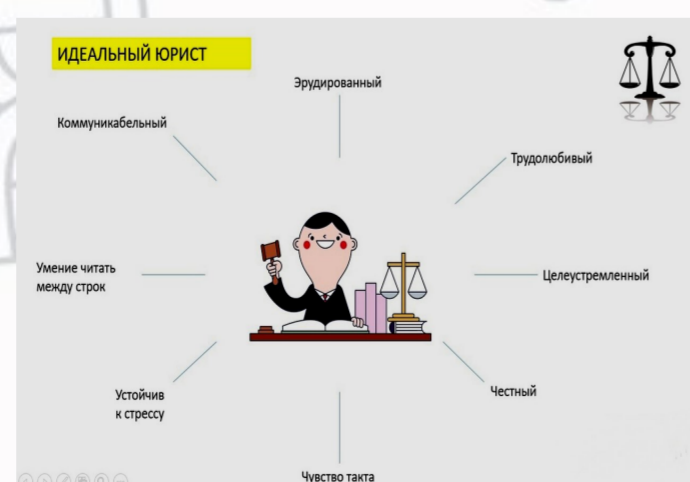 ИДЕАЛЬНЫЙ ЮРИСТ
Эрудированный
Коммуникабельный
Трудолюбивый
Умение читать
между строк
Целеустремленный
Устойчив
к стрессу
Честный
Чувство такта